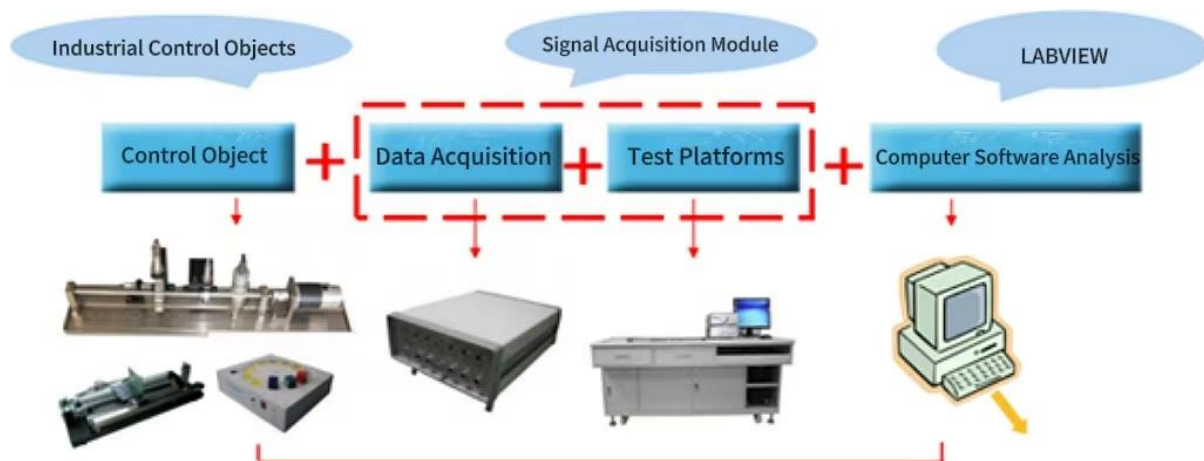 Industrial Control Objects
Signal Acquisition Module
LABVIEW
Control Object
+
Data Acquisition
+
Test Platforms
+
Computer Software Analysis